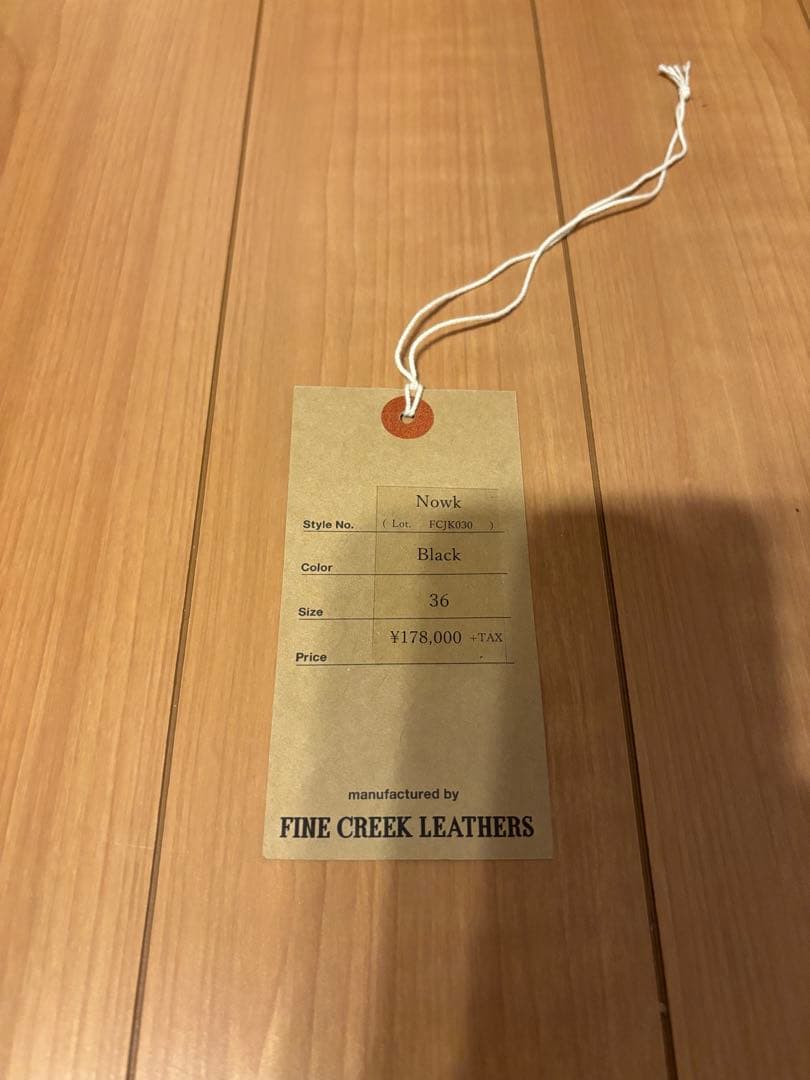 Nowk
Style No. ( Lot. FCJK030 )
Color Black
Size 36
Price ¥178,000 +TAX
manufactured by
FINE CREEK LEATHERS